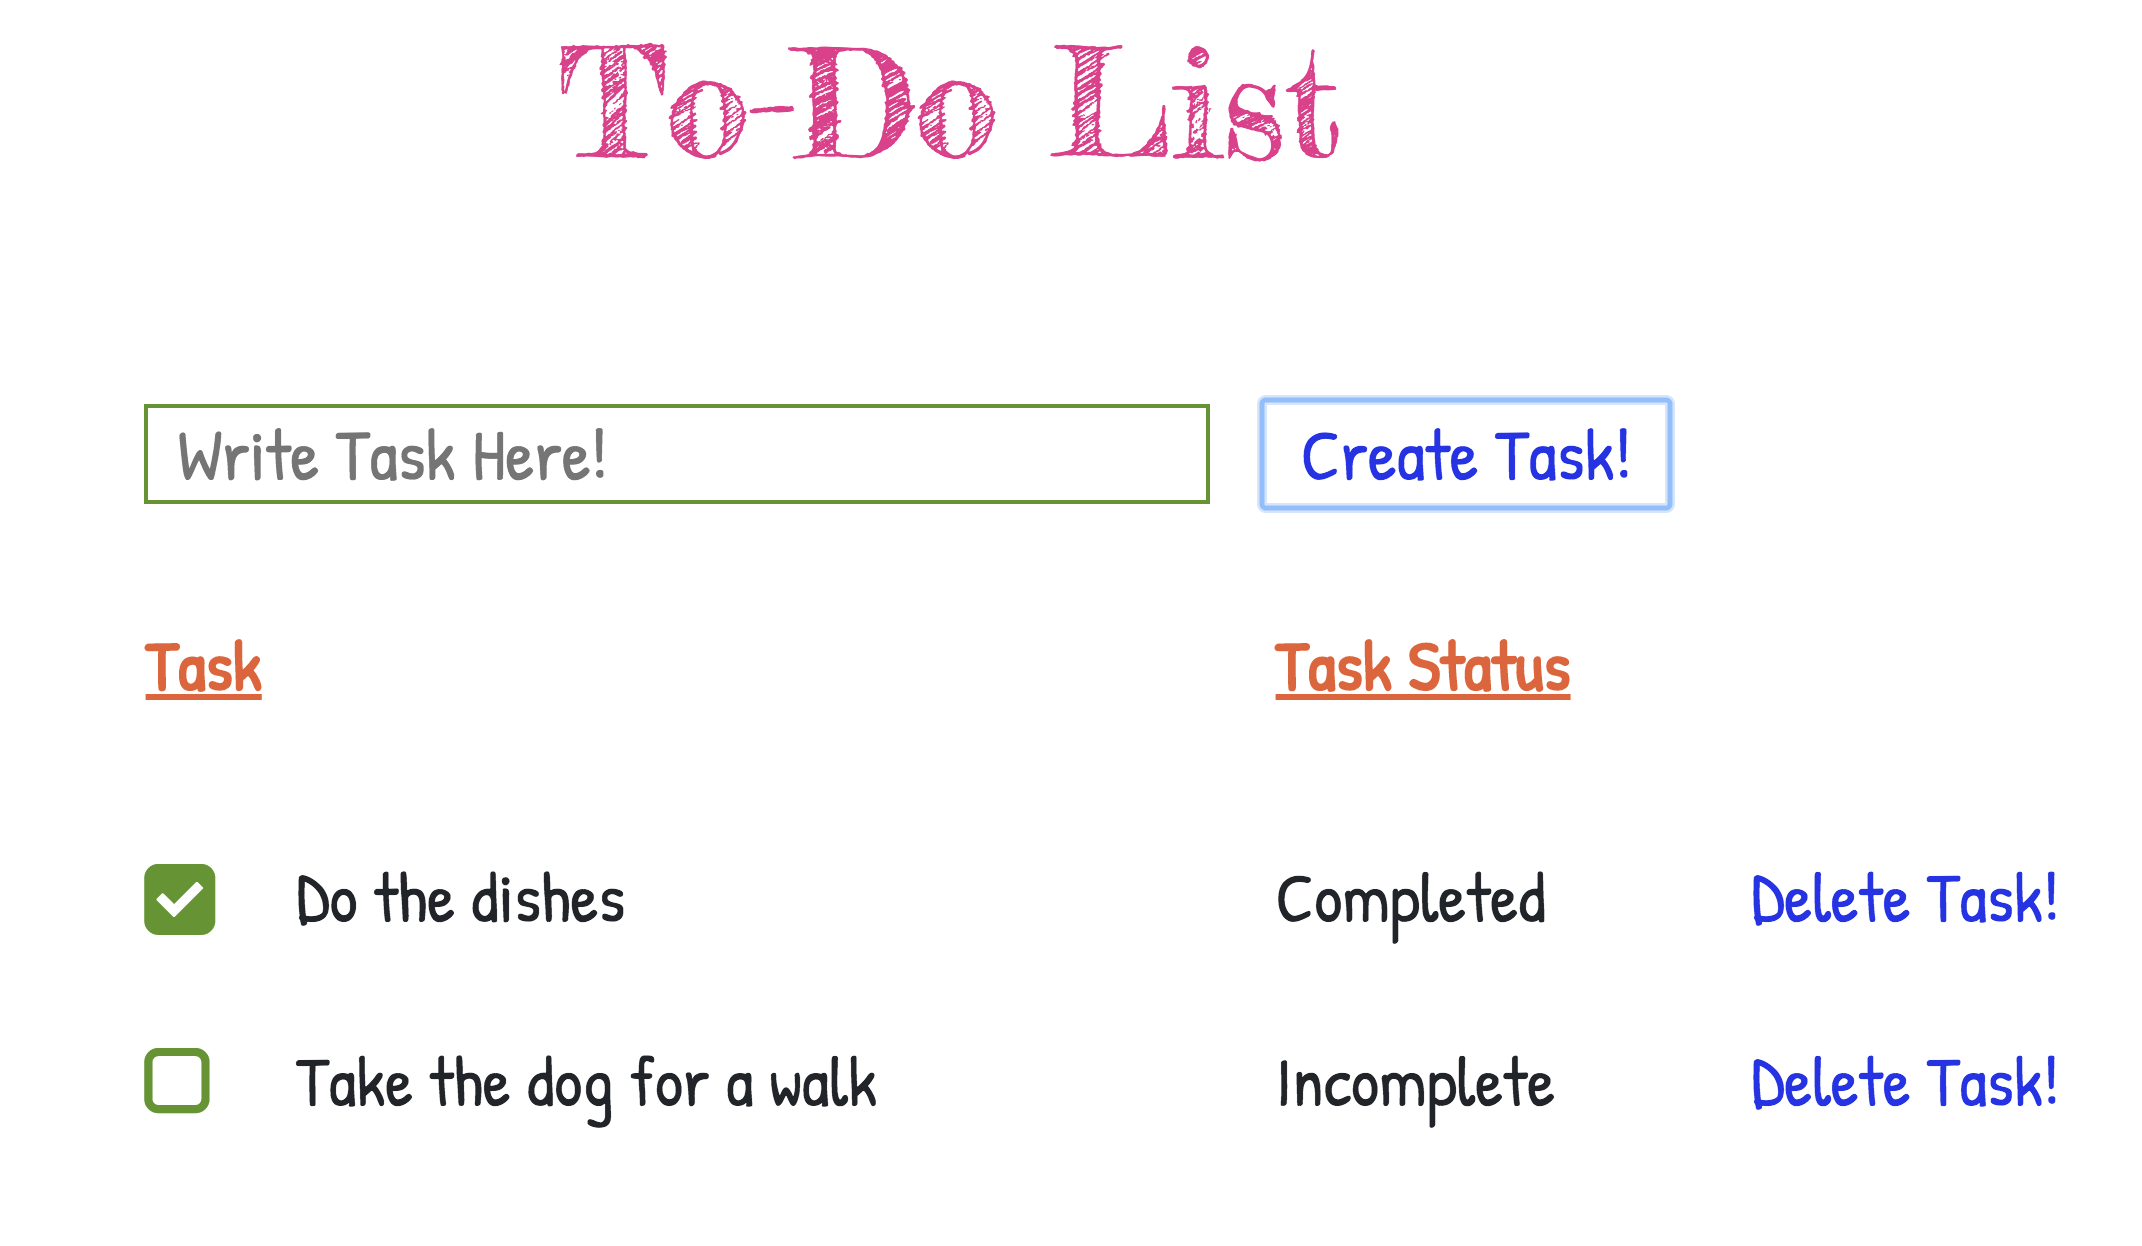 To-Do List
Write Task Here! Create Task!
Task Task Status
Do the dishes Completed Delete Task!
Take the dog for a walk Incomplete Delete Task!